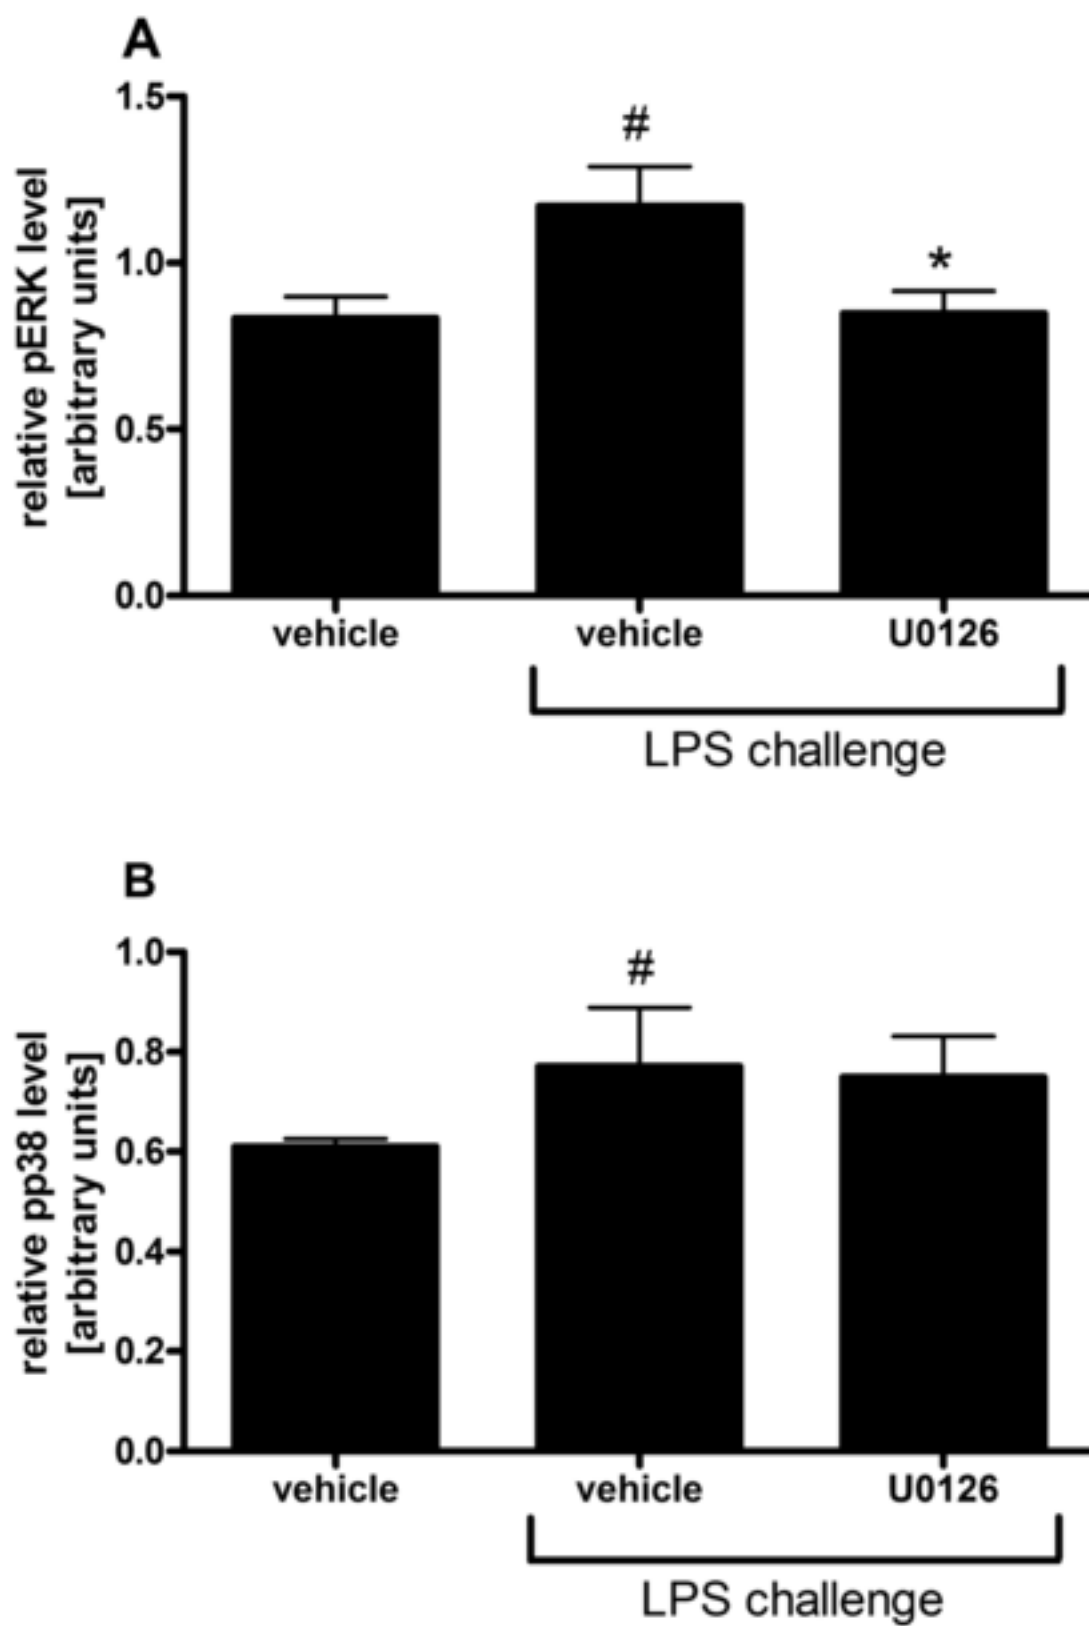 A
relative pERK level
[arbitrary units]
1.5
1.0
0.5
0.0
#
*
vehicle vehicle U0126
LPS challenge
B
relative pp38 level
[arbitrary units]
1.0
0.8
0.6
0.4
0.2
0.0
#
vehicle vehicle U0126
LPS challenge